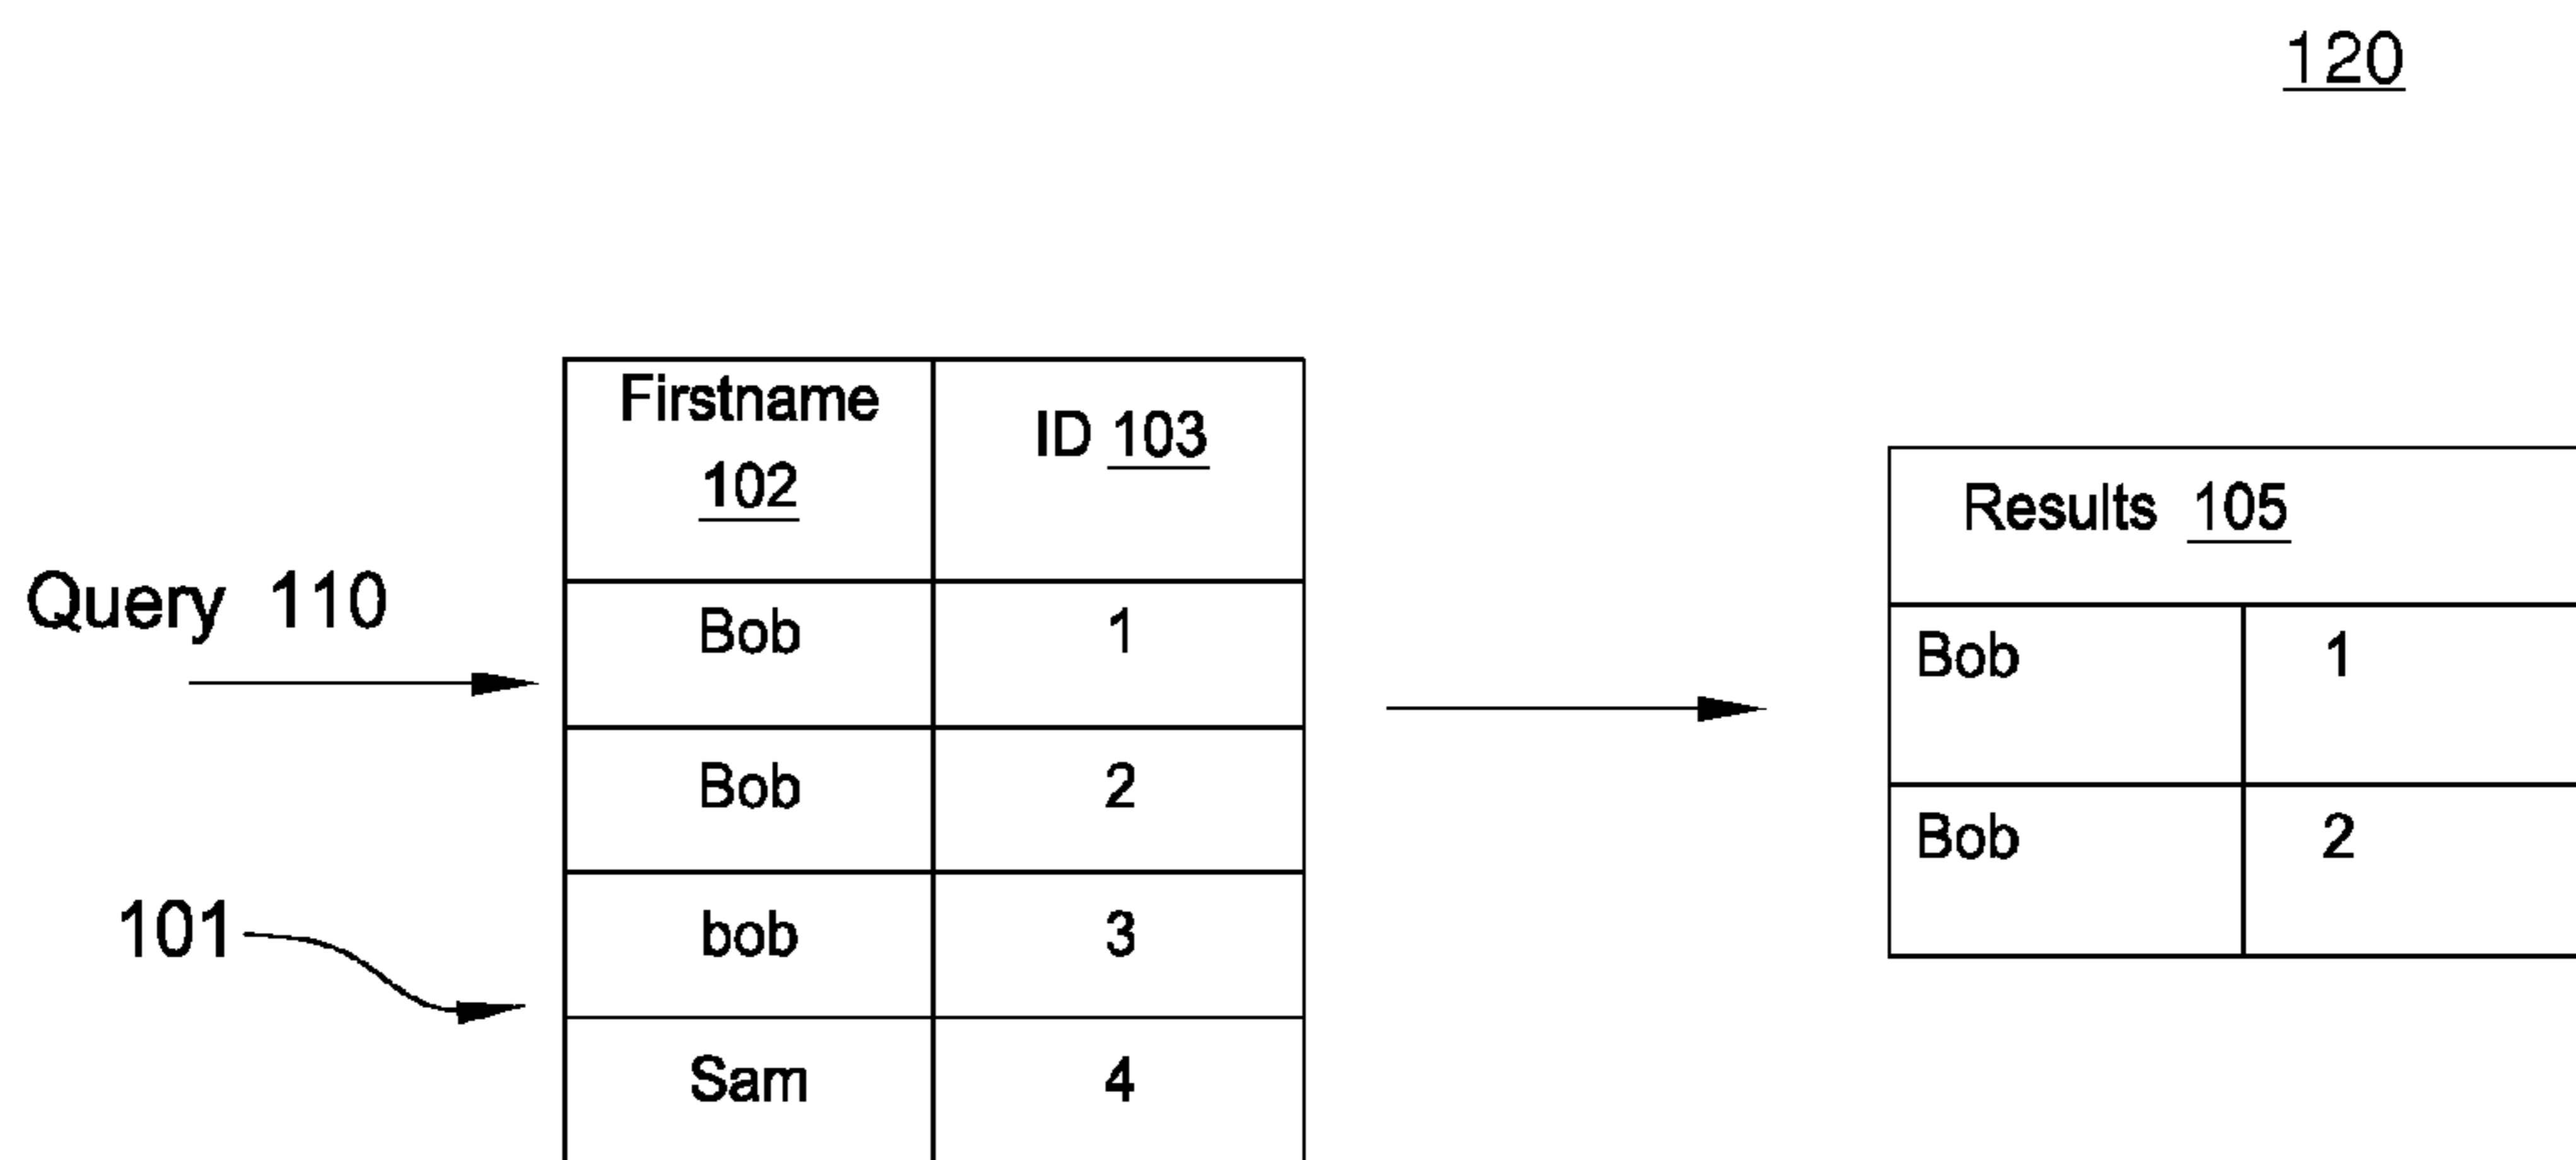 120
Firstname
102
ID 103
Query 110
Bob 1
Bob 2
101
bob 3
Sam 4
Results 105
Bob 1
Bob 2